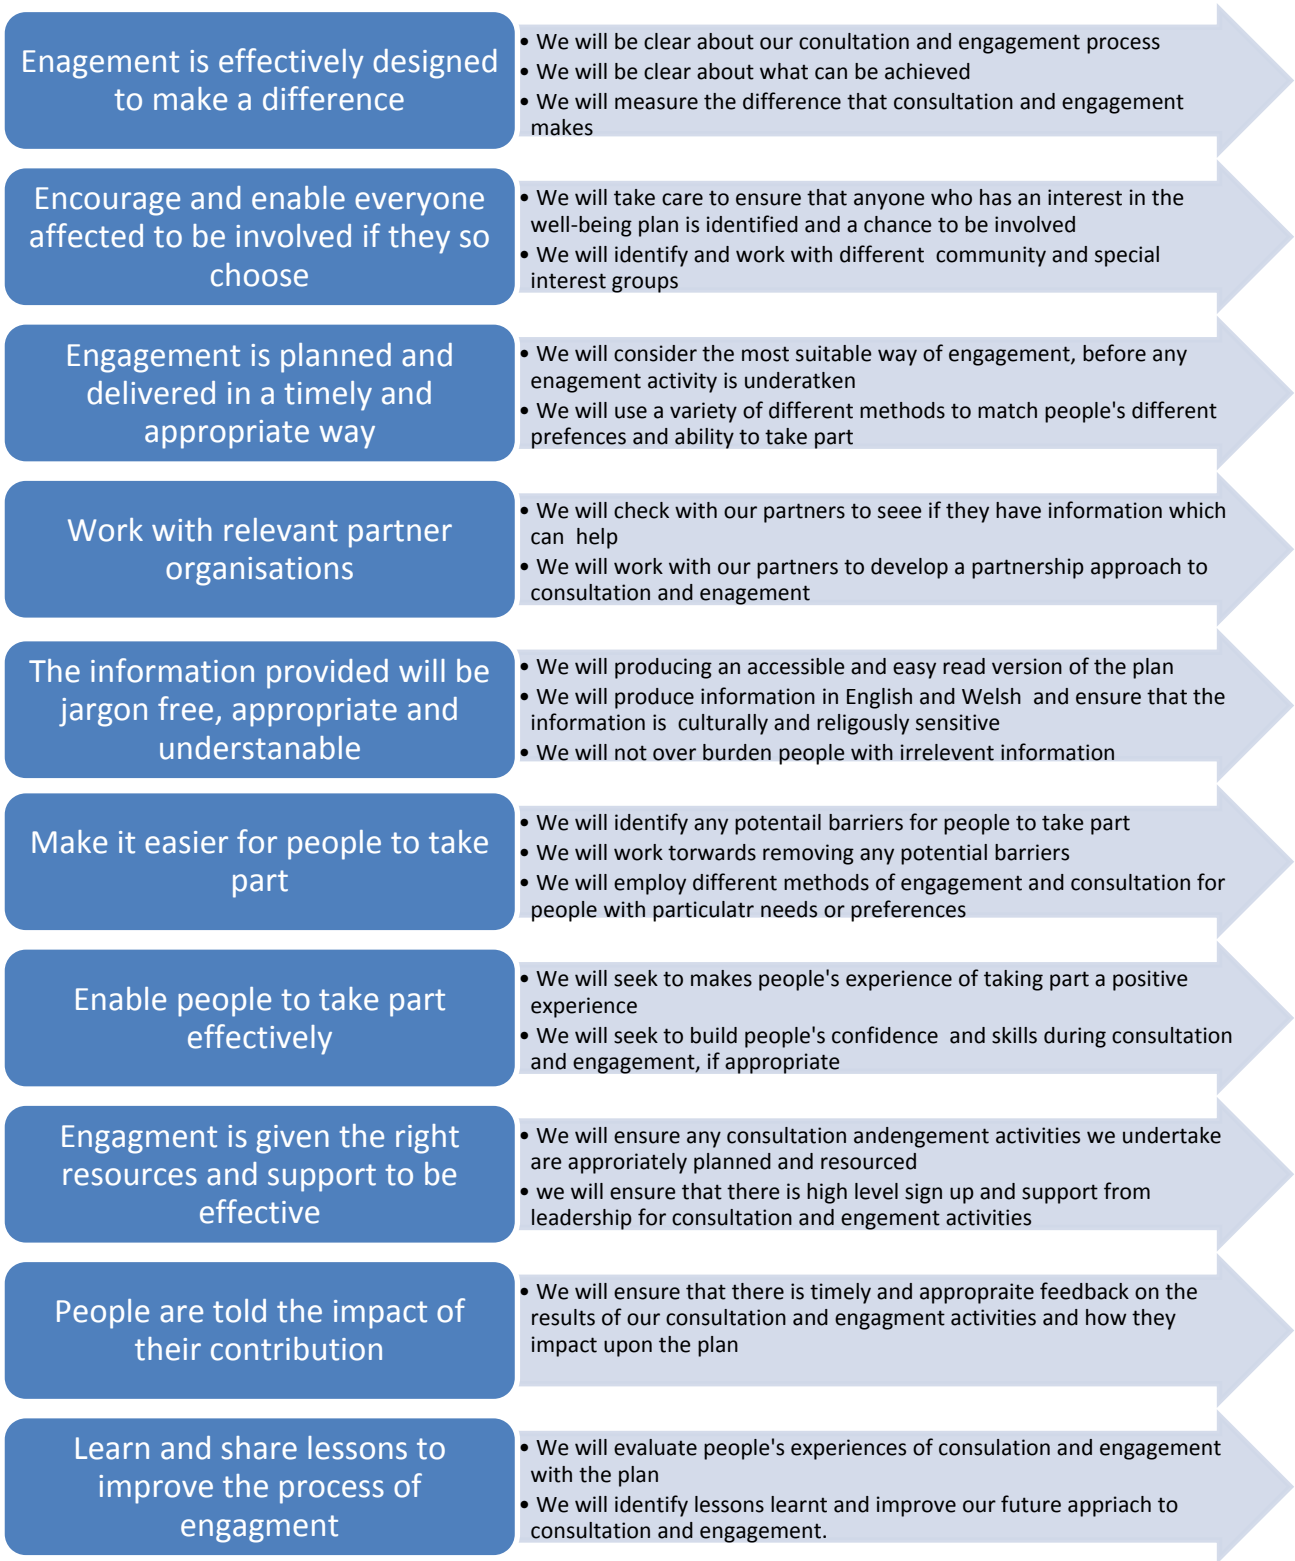 Enagement is effectively designed
to make a difference
• We will be clear about our conultation and engagement process
• We will be clear about what can be achieved
• We will measure the difference that consultation and engagement
makes
Encourage and enable everyone
affected to be involved if they so
choose
• We will take care to ensure that anyone who has an interest in the
well-being plan is identified and a chance to be involved
• We will identify and work with different  community and special
interest groups
Engagement is planned and
delivered in a timely and
appropriate way
• We will consider the most suitable way of engagement, before any
enagement activity is underatken
• We will use a variety of different methods to match people's different
prefences and ability to take part
Work with relevant partner
organisations
• We will check with our partners to seee if they have information which
can  help
• We will work with our partners to develop a partnership approach to
consultation and enagement
The information provided will be
jargon free, appropriate and
understanable
• We will producing an accessible and easy read version of the plan
• We will produce information in English and Welsh  and ensure that the
information is  culturally and religously sensitive
• We will not over burden people with irrelevent information
Make it easier for people to take
part
• We will identify any potentail barriers for people to take part
• We will work torwards removing any potential barriers
• We will employ different methods of engagement and consultation for
people with particulatr needs or preferences
Enable people to take part
effectively
• We will seek to makes people's experience of taking part a positive
experience
• We will seek to build people's confidence  and skills during consultation
and engagement, if appropriate
Engagment is given the right
resources and support to be
effective
• We will ensure any consultation andengement activities we undertake
are approriately planned and resourced
• we will ensure that there is high level sign up and support from
leadership for consultation and engement activities
People are told the impact of
their contribution
• We will ensure that there is timely and appropraite feedback on the
results of our consultation and engagment activities and how they
impact upon the plan
Learn and share lessons to
improve the process of
engagment
• We will evaluate people's experiences of consulation and engagement
with the plan
• We will identify lessons learnt and improve our future appriach to
consultation and engagement.